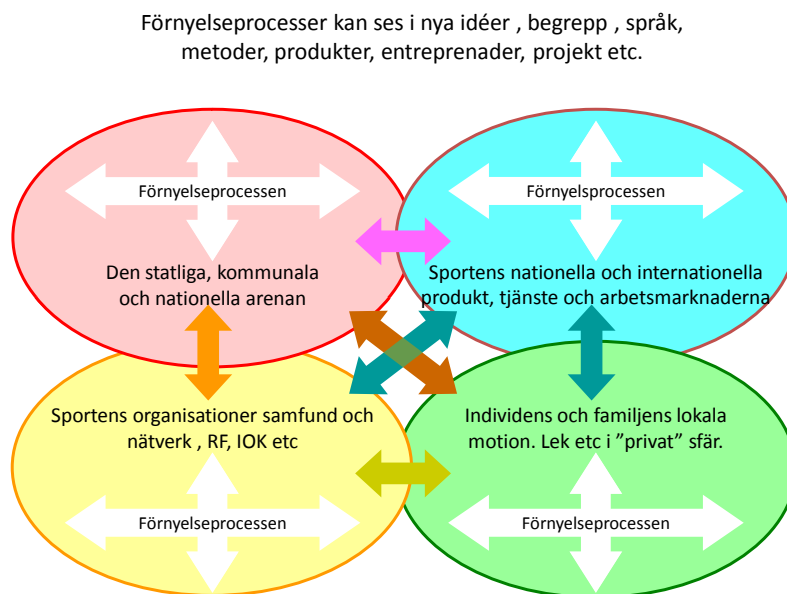 Förnyelseprocesser kan ses i nya idéer , begrepp , språk,
metoder, produkter, entreprenader, projekt etc.
Förnyelseprocessen
Den statliga, kommunala
och nationella arenan
Förnyelsprocessen
Sportens nationella och internationella
produkt, tjänste och arbetsmarknaderna
Sportens organisationer samfund och
nätverk , RF, IOK etc
Förnyelseprocessen
Individens och familjens lokala
motion. Lek etc i ”privat” sfär.
Förnyelseprocessen